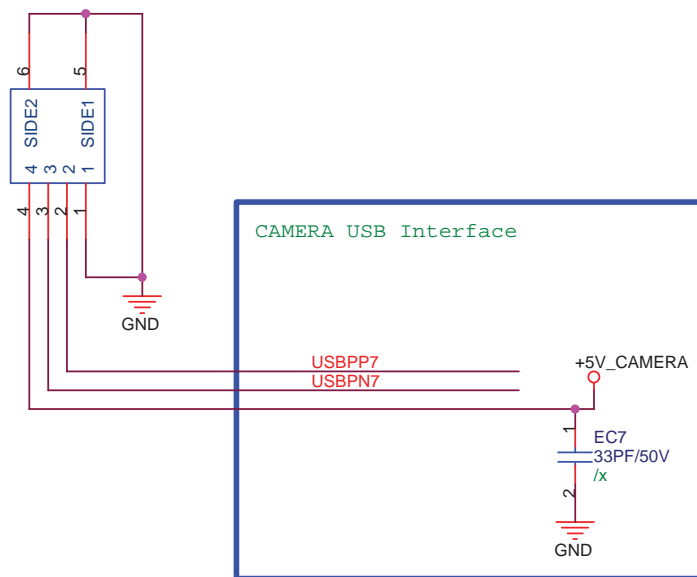 6
5
SIDE2
SIDE1
4
3
2
1
4
3
2
1
GND
CAMERA USB Interface
USBPP7
USBPN7
+5V_CAMERA
1
EC7
33PF/50V
/x
2
GND